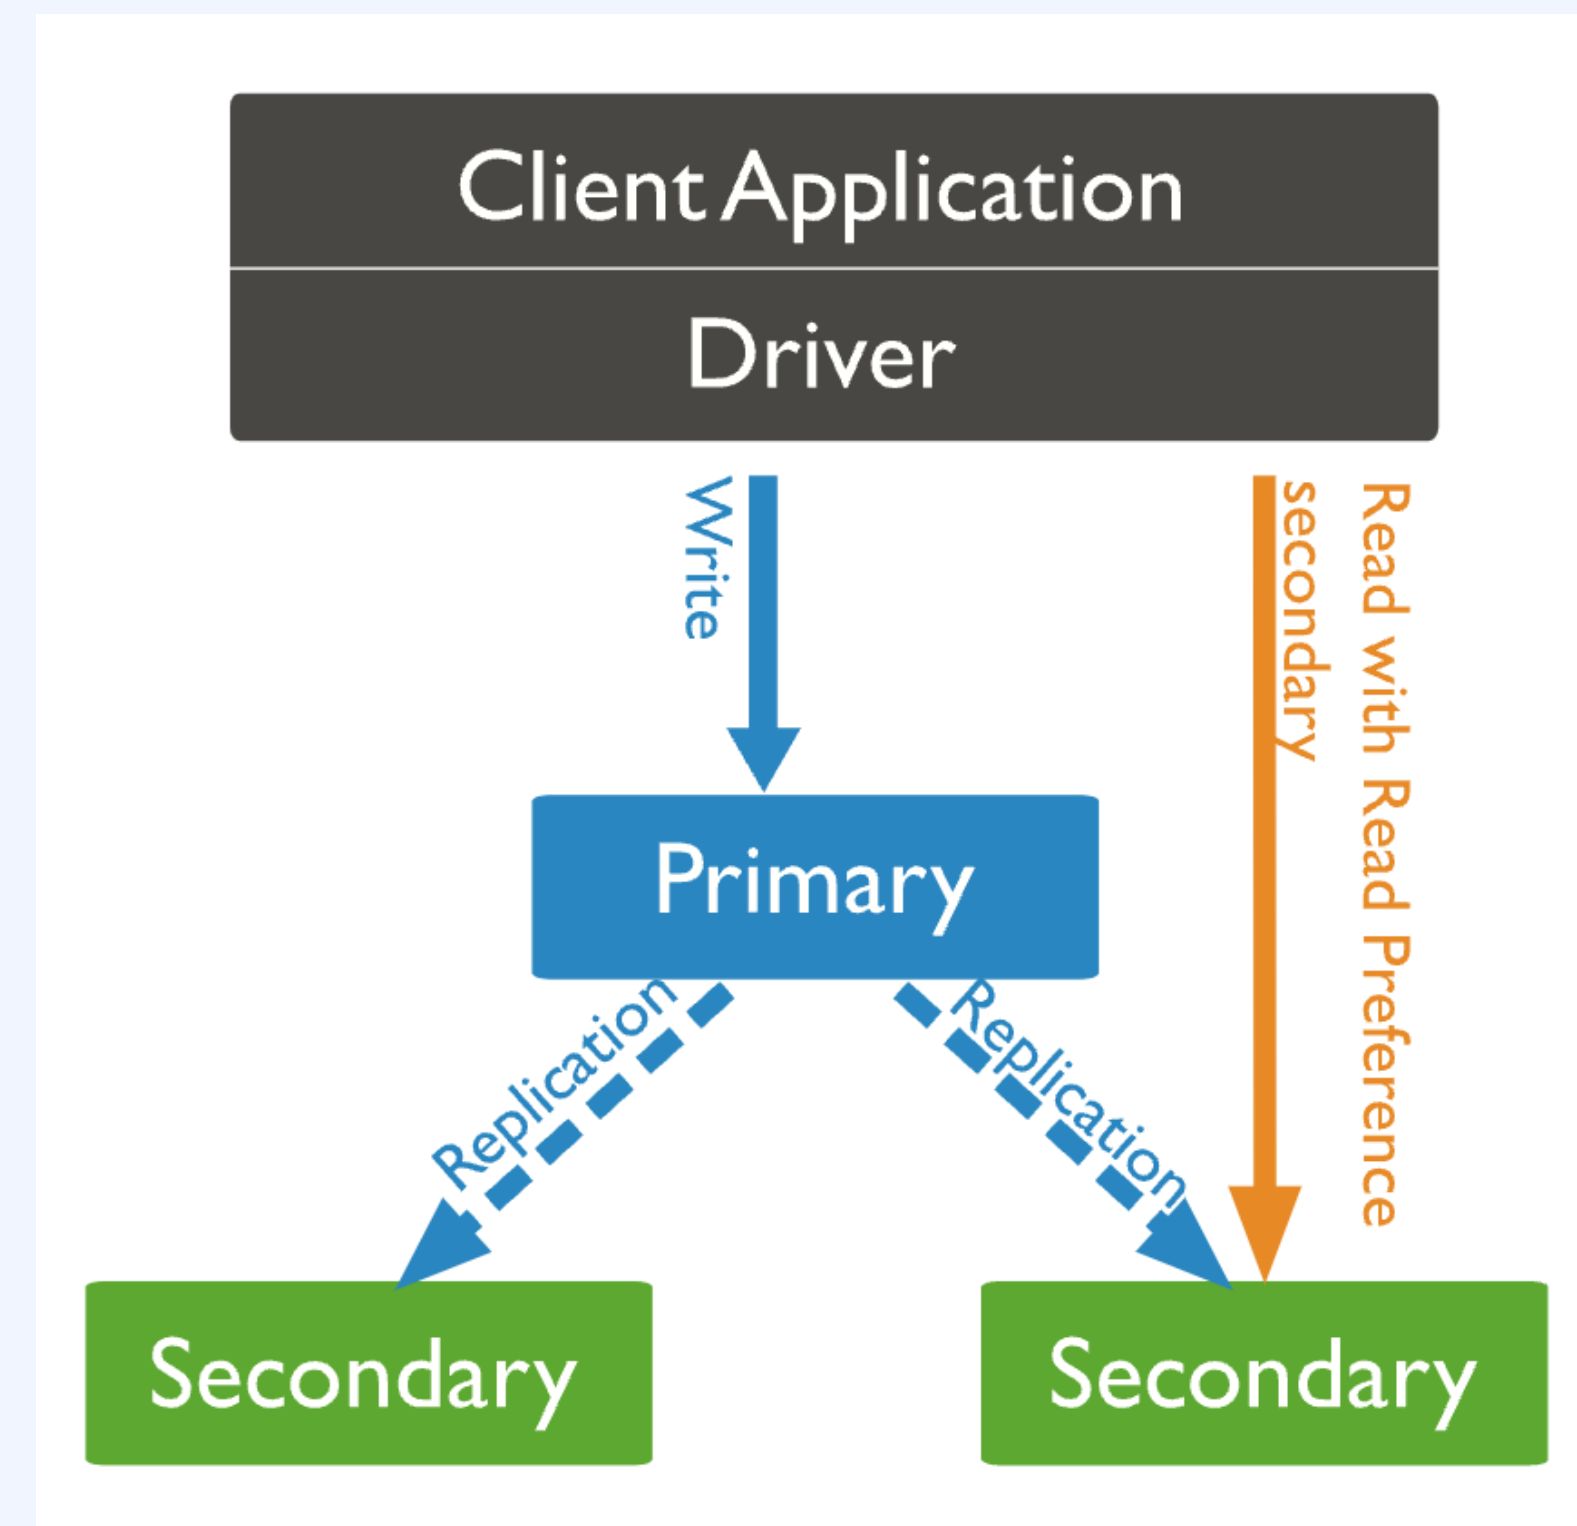 Client Application
Driver
Write
Read with Read Preference
secondary
Primary
Replication
Replication
Secondary
Secondary